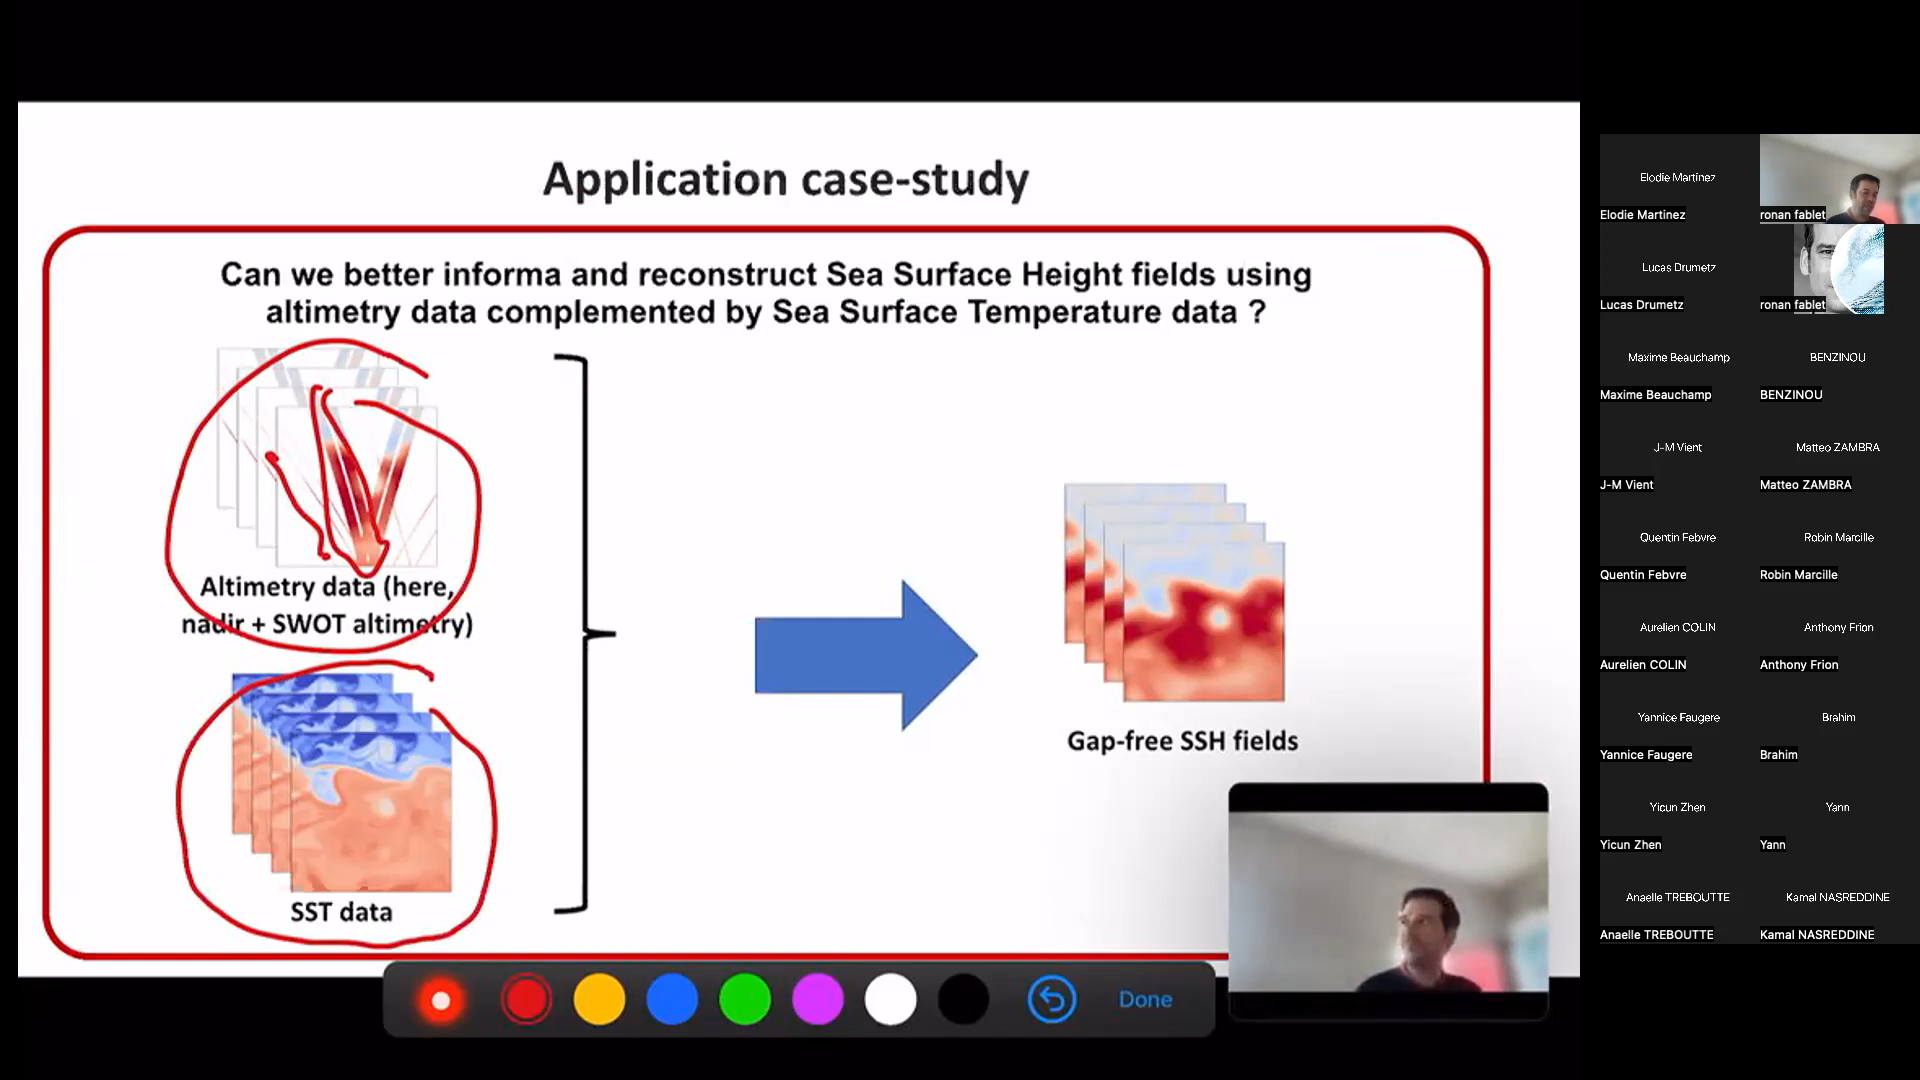 Application case-study
Can we better informa and reconstruct Sea Surface Height fields using
altimetry data complemented by Sea Surface Temperature data ?
Altimetry data (here,
nadir + SWOT altimetry)
SST data
Gap-free SSH fields
Done
Elodie Martinez
Elodie Martinez
ronan fablet
Lucas Drumetz
Lucas Drumetz
ronan fablet
Maxime Beauchamp
BENZINOU
Maxime Beauchamp
BENZINOU
J-M Vient
Matteo ZAMBRA
J-M Vient
Matteo ZAMBRA
Quentin Febvre
Robin Marcille
Quentin Febvre
Robin Marcille
Aurelien COLIN
Anthony Frion
Aurelien COLIN
Anthony Frion
Yannice Faugere
Brahim
Yannice Faugere
Brahim
Yicun Zhen
Yann
Yicun Zhen
Yann
Anaelle TREBOUTTE
Kamal NASREDDINE
Anaelle TREBOUTTE
Kamal NASREDDINE